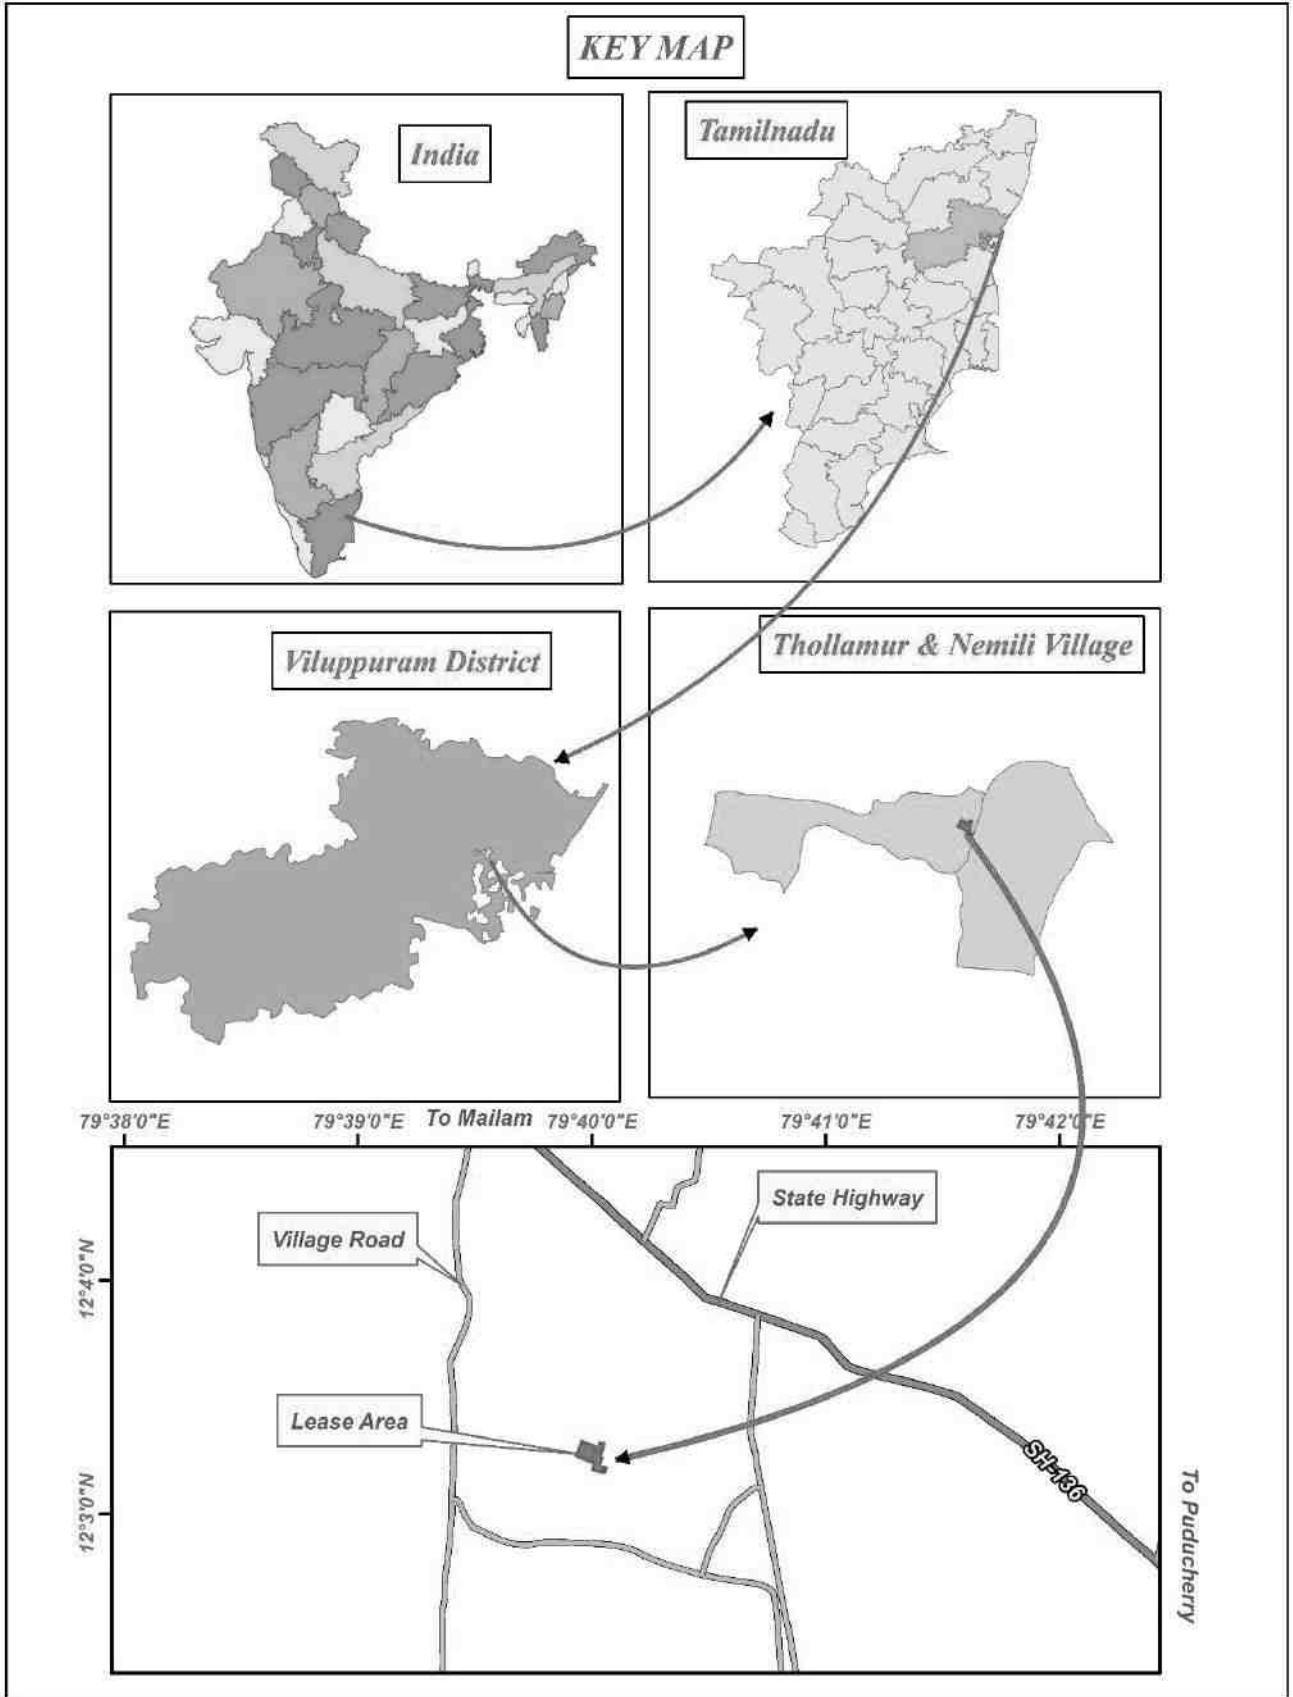 KEY MAP
India
Tamilnadu
Viluppuram District
Thollamur & Nemili Village
79°38'0"E
79°39'0"E
To Mailam
79°40'0"E
79°41'0"E
79°42'0"E
State Highway
Village Road
12°4'0"N
Lease Area
SH-136
12°3'0"N
To Puducherry